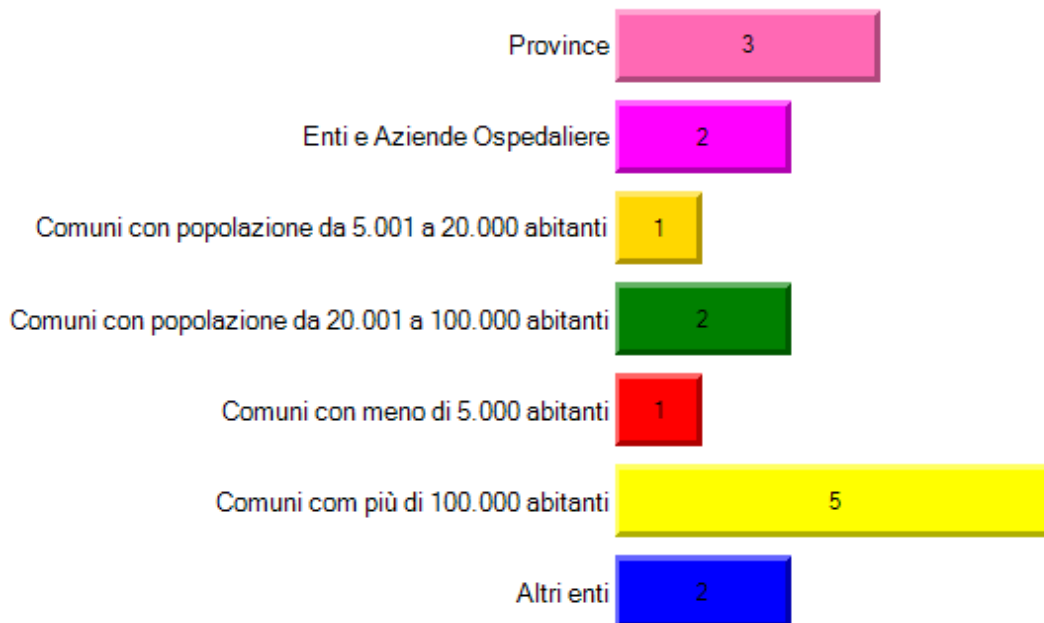 Province 3
Enti e Aziende Ospedaliere 2
Comuni con popolazione da 5.001 a 20.000 abitanti 1
Comuni con popolazione da 20.001 a 100.000 abitanti 2
Comuni con meno di 5.000 abitanti 1
Comuni com più di 100.000 abitanti 5
Altri enti 2